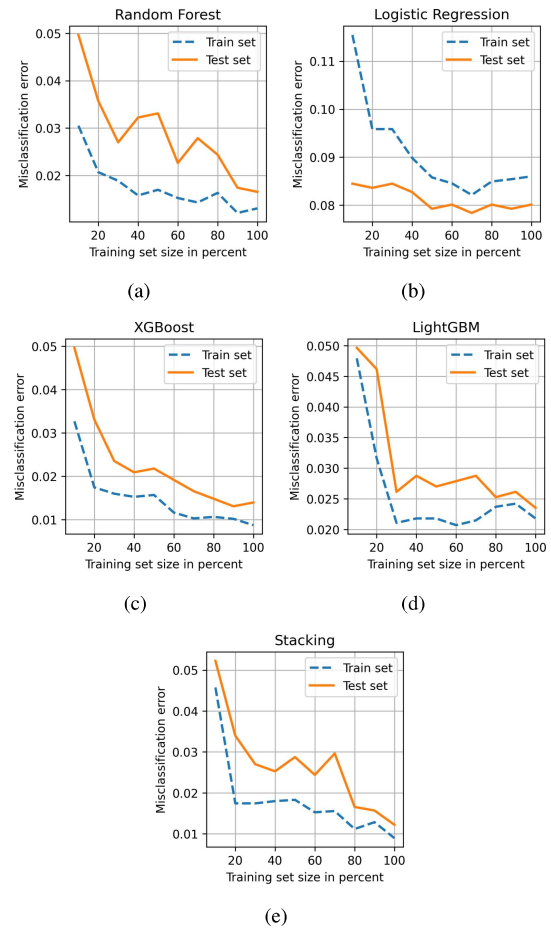 Random Forest
Misclassification error
0.05
0.04
0.03
0.02
Train set
Test set
20 40 60 80 100
Training set size in percent
(a)
Logistic Regression
Misclassification error
0.11
0.10
0.09
0.08
Train set
Test set
20 40 60 80 100
Training set size in percent
(b)
XGBoost
Misclassification error
0.05
0.04
0.03
0.02
0.01
Train set
Test set
20 40 60 80 100
Training set size in percent
(c)
LightGBM
Misclassification error
0.050
0.045
0.040
0.035
0.030
0.025
0.020
Train set
Test set
20 40 60 80 100
Training set size in percent
(d)
Stacking
Misclassification error
0.05
0.04
0.03
0.02
0.01
Train set
Test set
20 40 60 80 100
Training set size in percent
(e)